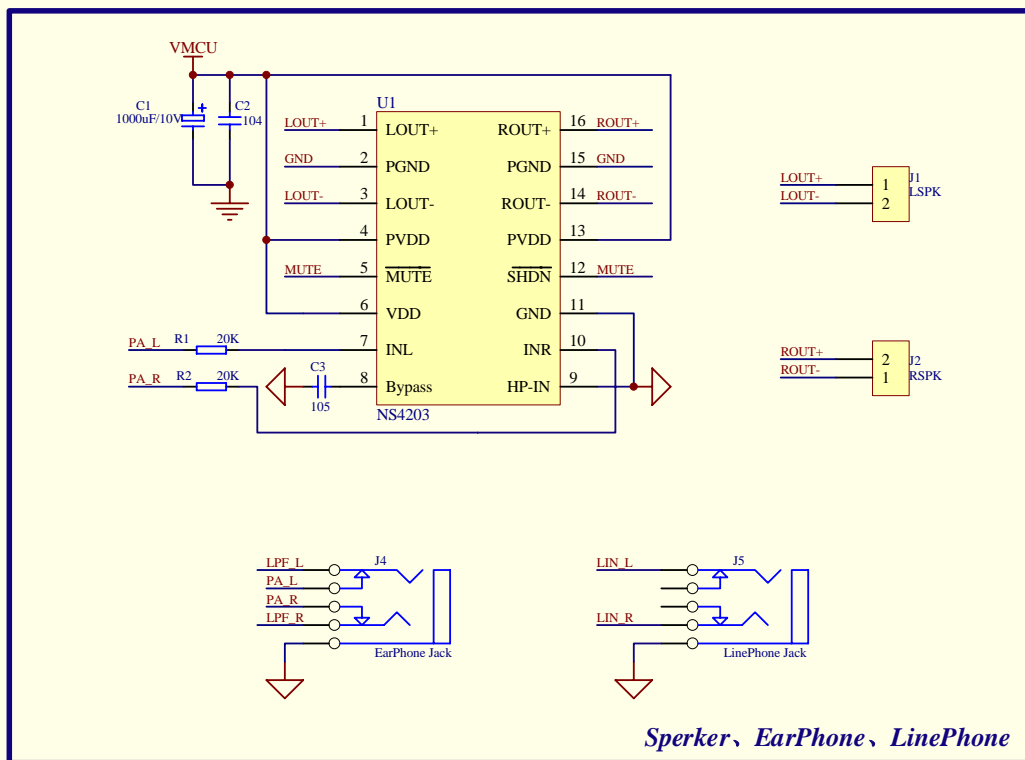 VMCU
C1
1000uF/10V
C2
104
U1
LOUT+ 1 LOUT+ ROUT+ 16 ROUT+
GND 2 PGND PGND 15 GND
LOUT- 3 LOUT- ROUT- 14 ROUT-
4 PVDD PVDD 13
MUTE 5 MUTE SHDN 12 MUTE
6 VDD GND 11
PA_L R1 20K 7 INL INR 10
PA_R R2 20K C3 105 8 Bypass HP-IN 9
NS4203
LOUT+ 1 J1
LOUT- 2 LSPK
ROUT+ 2 J2
ROUT- 1 RSPK
LPF_L J4
PA_L
PA_R
LPF_R
EarPhone Jack
LIN_L J5
LIN_R
LinePhone Jack
Sperker、EarPhone、LinePhone